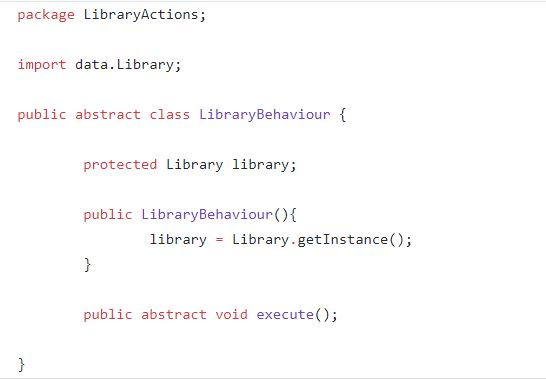 package LibraryActions;
import data.Library;
public abstract class LibraryBehaviour {
protected Library library;
public LibraryBehaviour(){
library = Library.getInstance();
}
public abstract void execute();
}